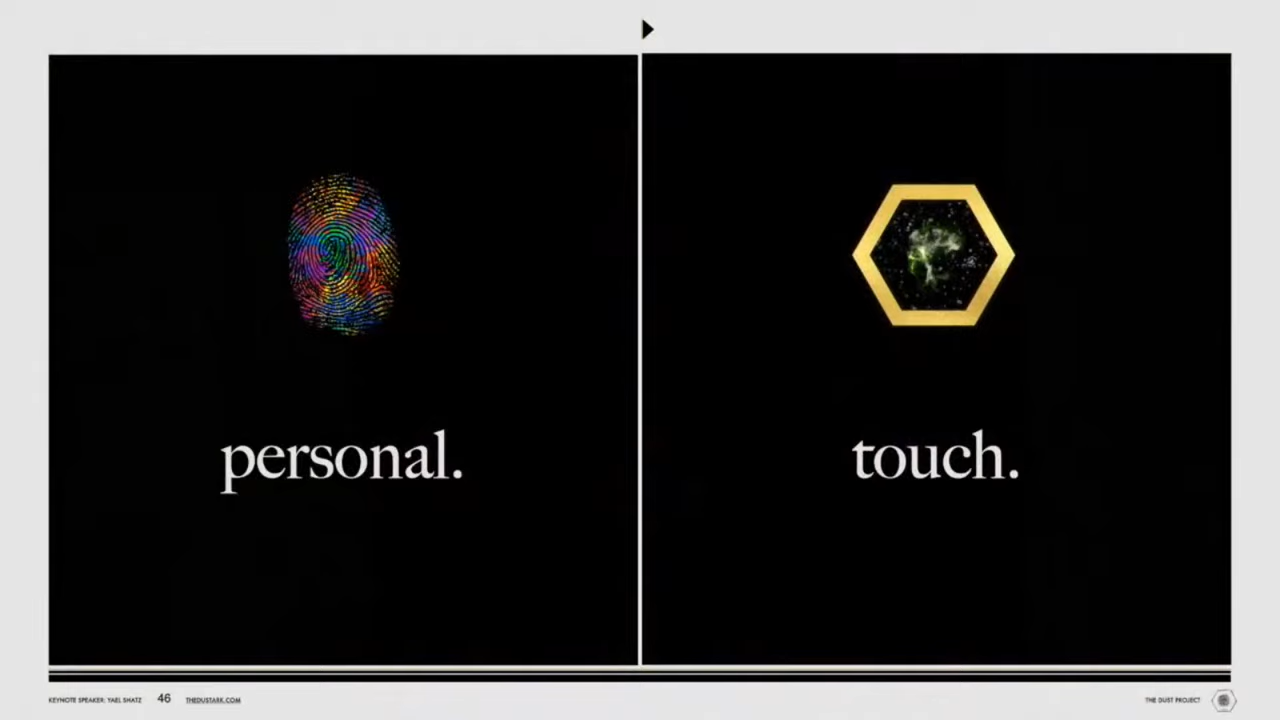 personal.
touch.
KEYNOTE SPEAKER: YAEL SHATZ
46
THEDUSTARK.COM
THE DUST PROJECT